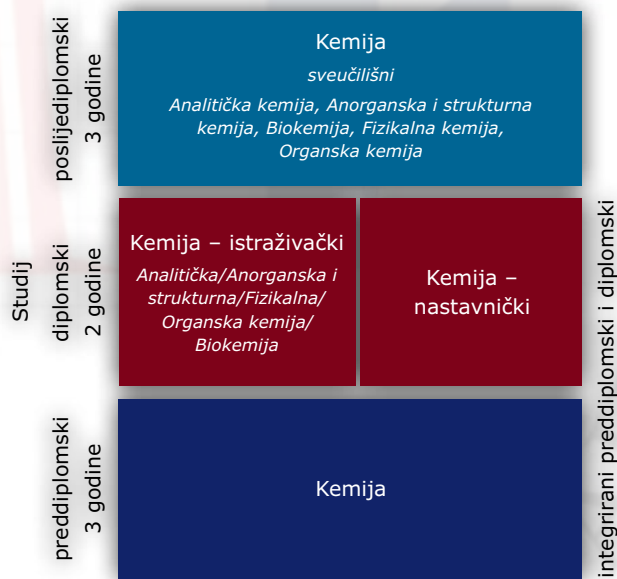 Studij
poslijediplomski
3 godine
Kemija
sveučilišni
Analitička kemija, Anorganska i strukturna
kemija, Biokemija, Fizikalna kemija,
Organska kemija
diplomski
2 godine
Kemija – istraživački
Analitička/Anorganska i
strukturna/Fizikalna/
Organska kemija/
Biokemija
Kemija –
nastavnički
preddiplomski
3 godine
Kemija
integrirani preddiplomski i diplomski